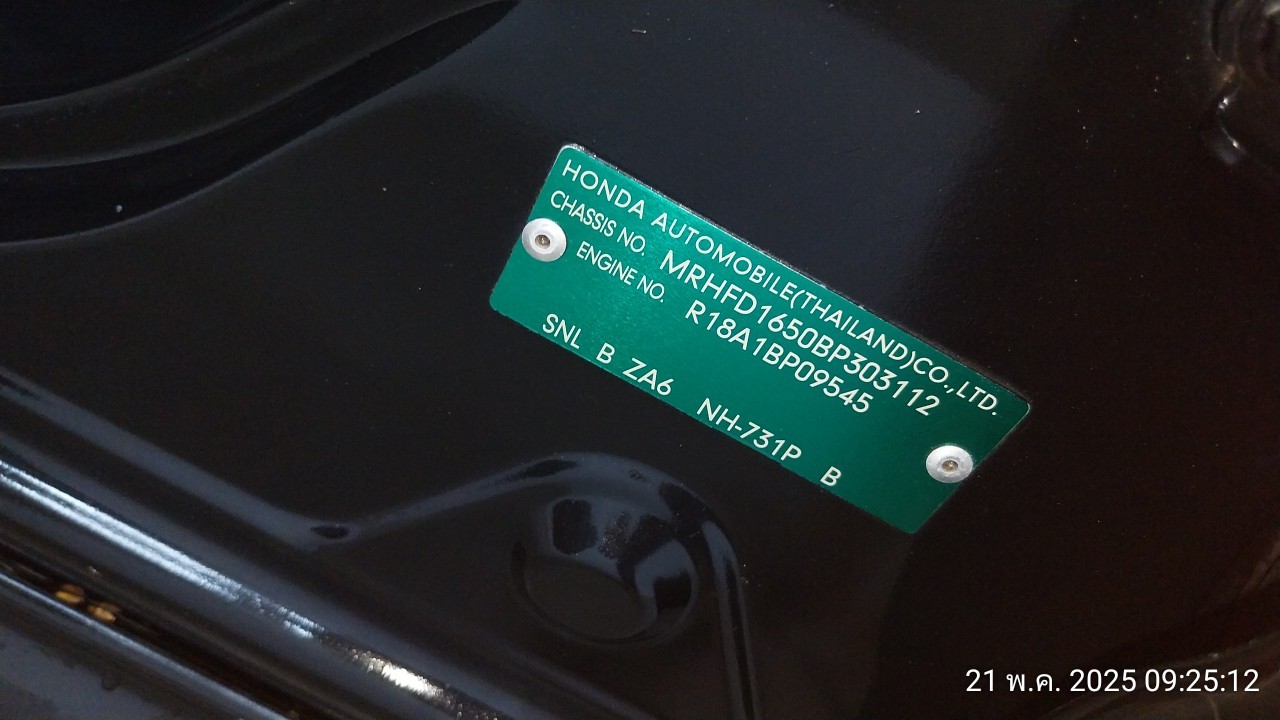 HONDA AUTOMOBILE(THAILAND)CO.,LTD.
CHASSIS NO. MRHFD1650BP303112
ENGINE NO. R18A1BP09545
SNL B ZA6 NH-731P B
21 พ.ค. 2025 09:25:12